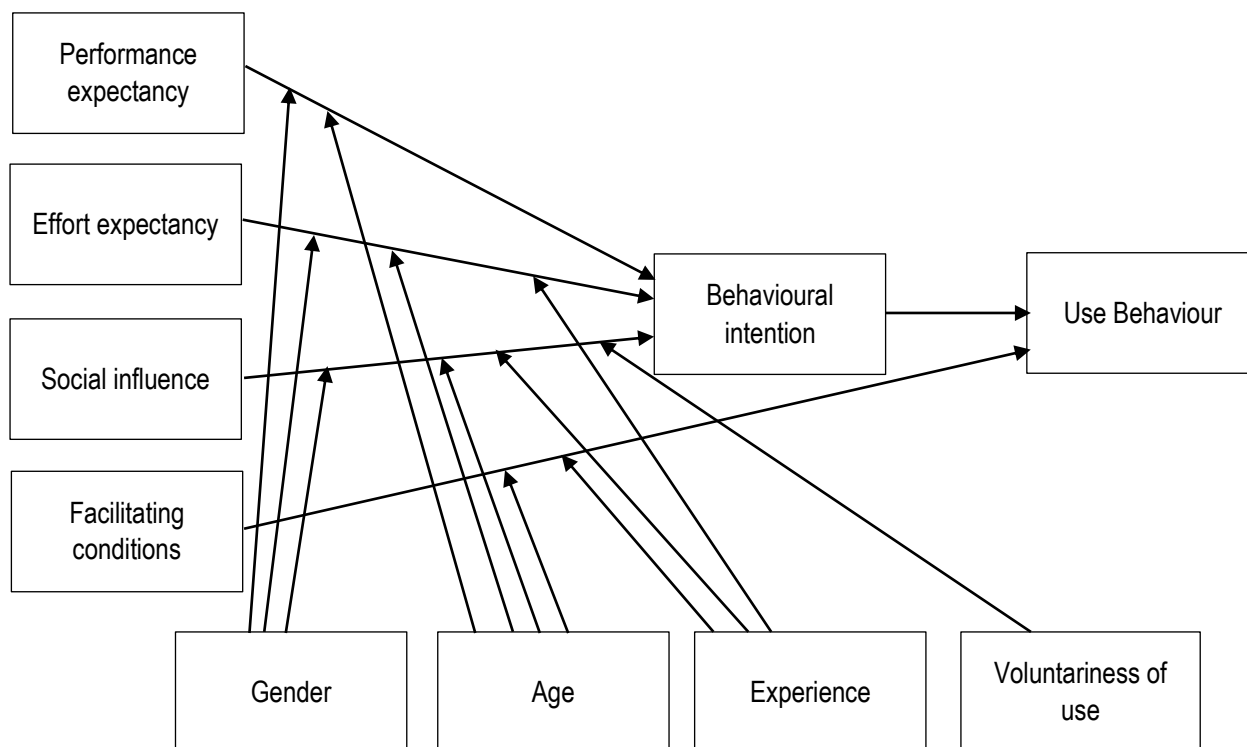 Performance
expectancy
Effort expectancy
Social influence
Facilitating
conditions
Behavioural
intention
Use Behaviour
Gender
Age
Experience
Voluntariness of
use